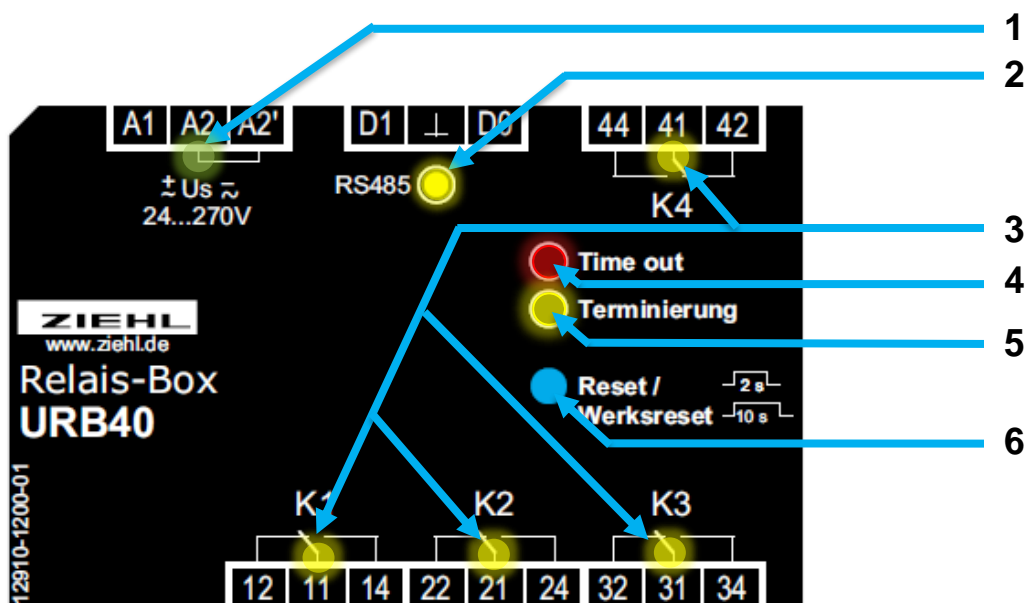 1
2
A1 A2 A2' D1 ⊥ D0 44 41 42
RS485
± Us ≂
24...270V
K4
3
Time out
4
Terminierung
5
ZIEHL
www.ziehl.de
Relais-Box
URB40
Reset / 2 s
Werksreset 10 s
6
12910-1200-01
K1 K2 K3
12 11 14 22 21 24 32 31 34